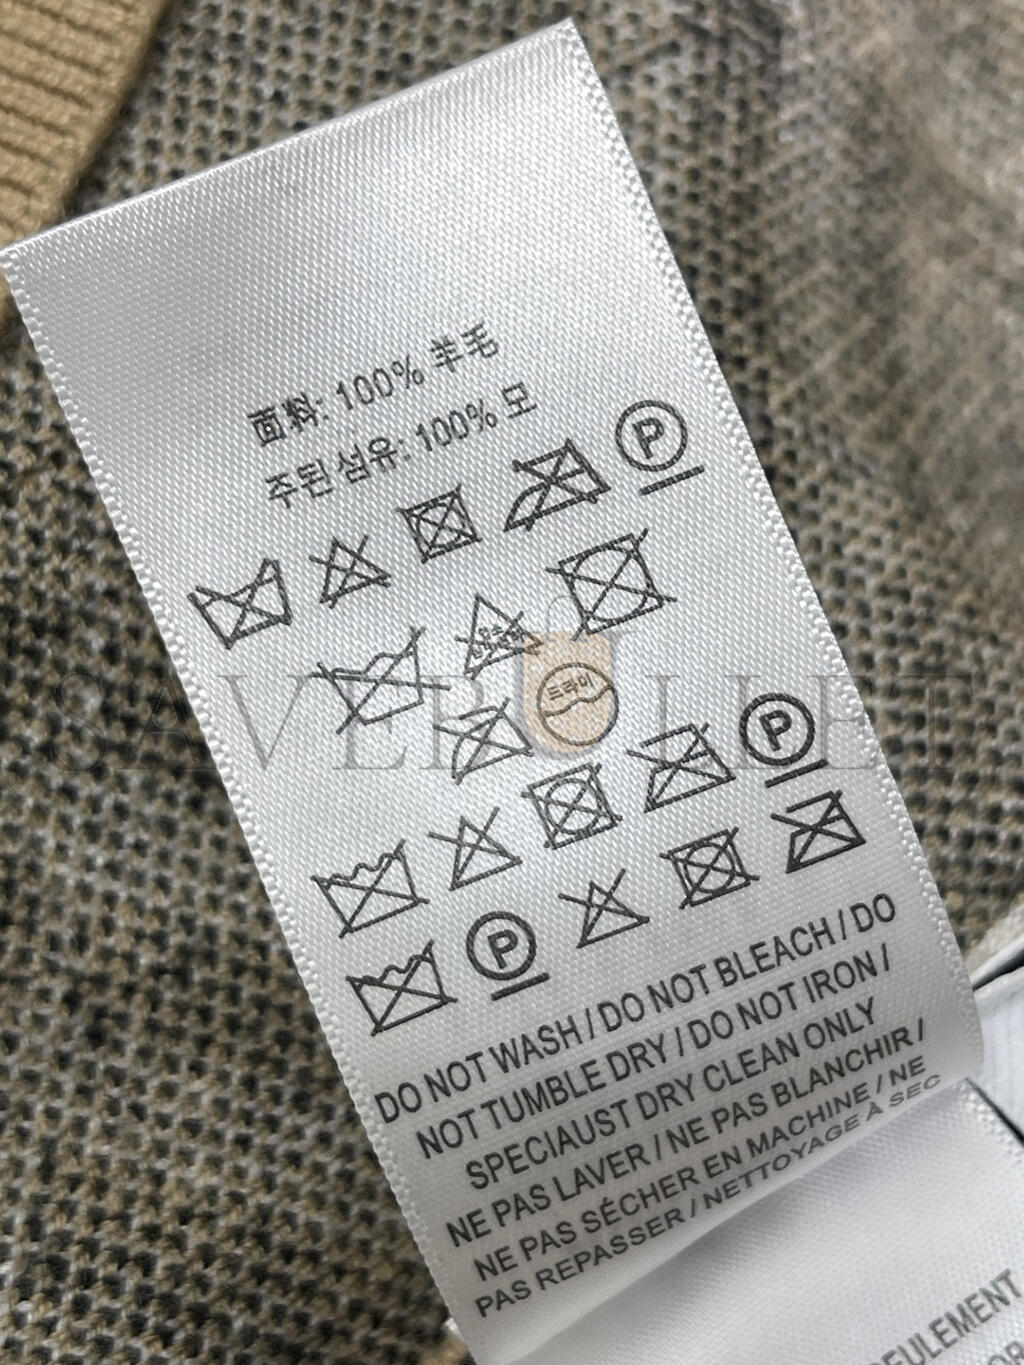 面料: 100% 羊毛
주된 섬유: 100% 모
P
드라이
P
P
SAVEBULLET
DO NOT WASH / DO NOT BLEACH / DO
NOT TUMBLE DRY / DO NOT IRON /
SPECIAUST DRY CLEAN ONLY
NE PAS LAVER / NE PAS BLANCHIR /
NE PAS SÉCHER EN MACHINE / NE
PAS REPASSER / NETTOYAGE À SEC
EULEMENT